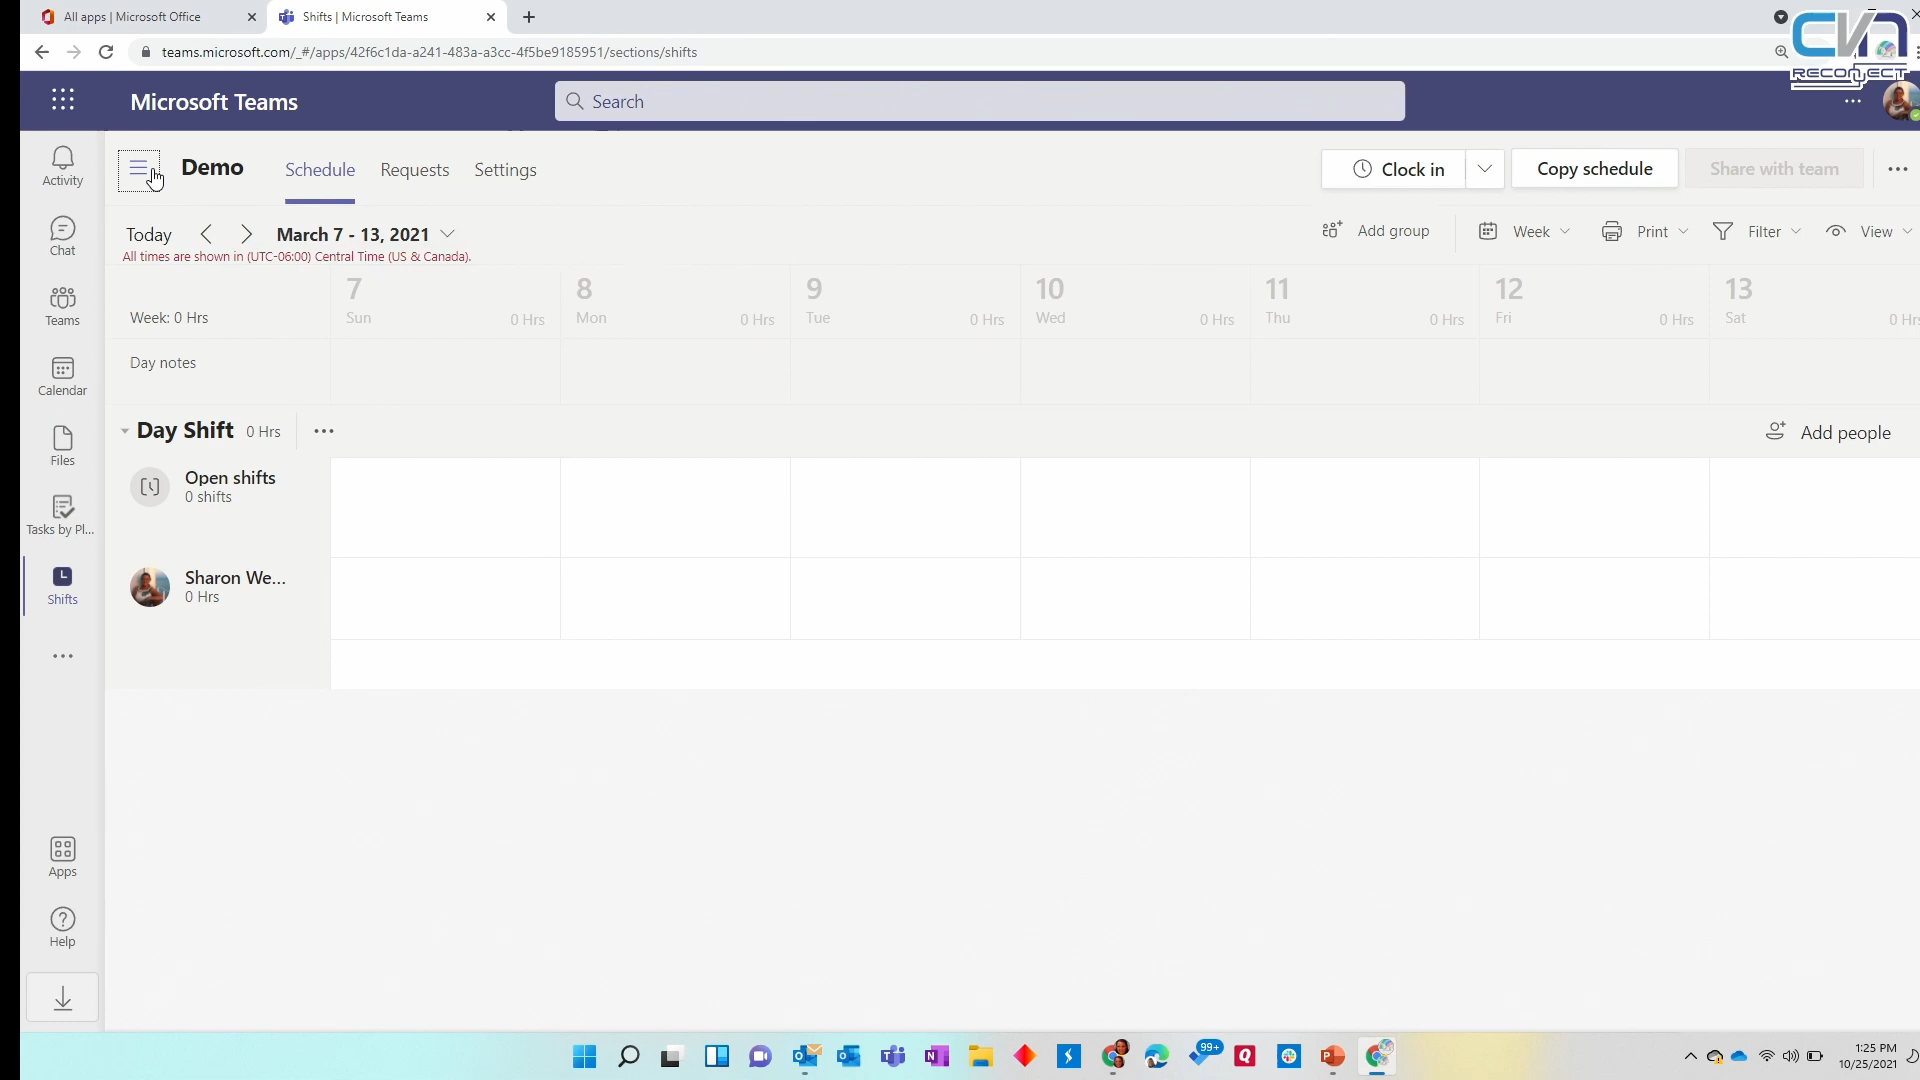 All apps | Microsoft Office
Shifts | Microsoft Teams
CVN
RECONJECT
teams.microsoft.com/_#/apps/42f6c1da-a241-483a-a3cc-4f5be9185951/sections/shifts
Microsoft Teams
Search
Activity
Chat
Teams
Calendar
Files
Tasks by Pl...
Shifts
Apps
Help
Demo
Schedule
Requests
Settings
Clock in
Copy schedule
Share with team
Today
March 7 - 13, 2021
All times are shown in (UTC-06:00) Central Time (US & Canada).
Add group
Week
Print
Filter
View
Week: 0 Hrs
7
Sun
0 Hrs
8
Mon
0 Hrs
9
Tue
0 Hrs
10
Wed
0 Hrs
11
Thu
0 Hrs
12
Fri
0 Hrs
13
Sat
0 Hrs
Day notes
Day Shift 0 Hrs
Add people
Open shifts
0 shifts
Sharon We...
0 Hrs
99+
1:25 PM
10/25/2021